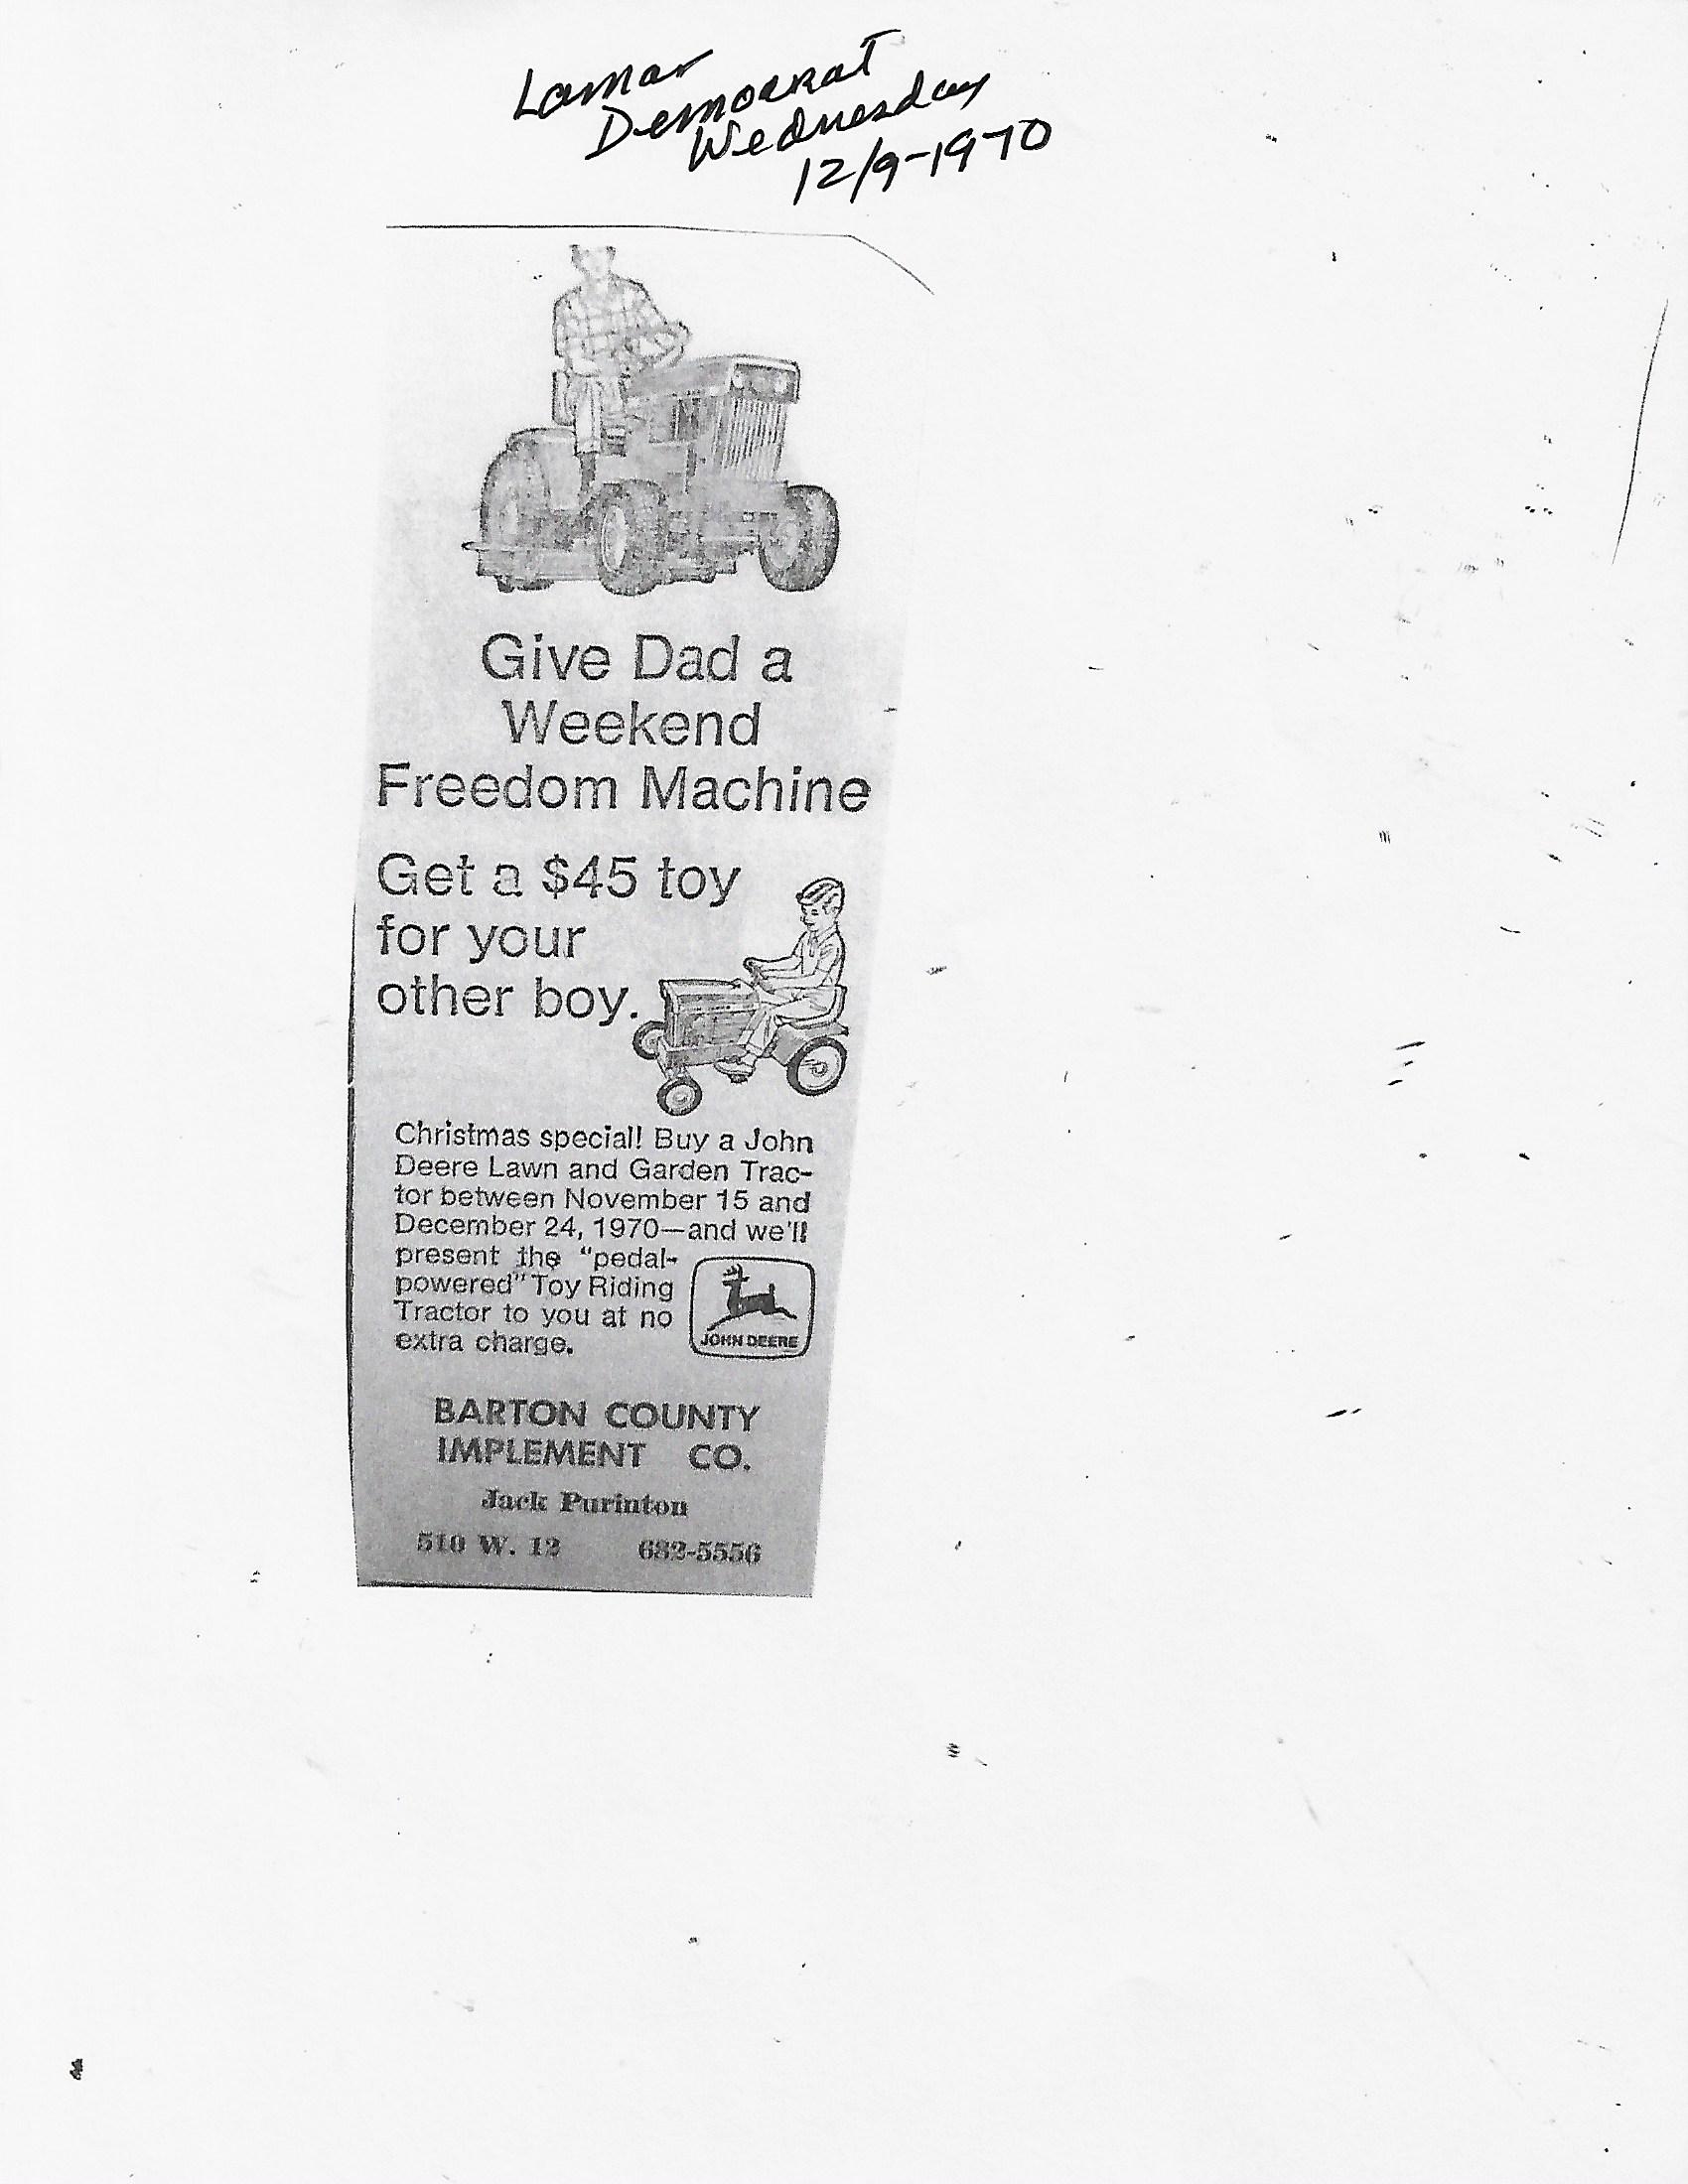 Lamar
Democrat
Wednesday
12/9-1970
Give Dad a
Weekend
Freedom Machine
Get a $45 toy
for your
other boy.
Christmas special! Buy a John
Deere Lawn and Garden Trac-
tor between November 15 and
December 24, 1970—and we'll
present the "pedal-
powered" Toy Riding
Tractor to you at no
extra charge.
JOHN DEERE
BARTON COUNTY
IMPLEMENT CO.
Jack Purinton
510 W. 12 682-5556